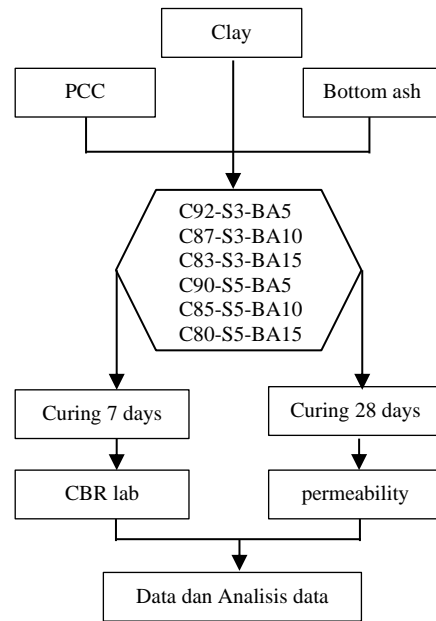 Clay
PCC
Bottom ash
C92-S3-BA5
C87-S3-BA10
C83-S3-BA15
C90-S5-BA5
C85-S5-BA10
C80-S5-BA15
Curing 7 days
Curing 28 days
CBR lab
permeability
Data dan Analisis data